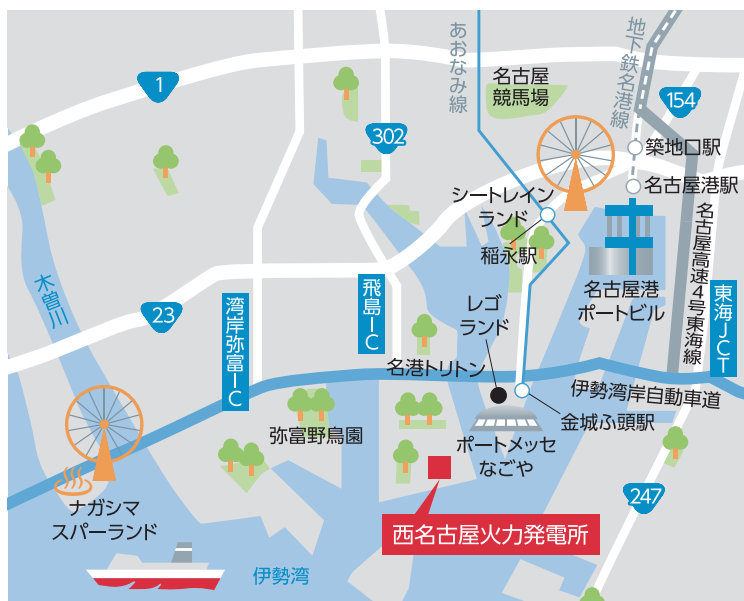 あおなみ線
地下鉄名港線
1
名古屋
競馬場
154
302
築地口駅
シートレイン
ランド
名古屋港駅
稲永駅
名古屋高速4号東海線
木曽川
名古屋港
ポートビル
飛島IC
東海JCT
湾岸弥富IC
23
レゴ
ランド
名港トリトン
伊勢湾岸自動車道
弥富野鳥園
ポートメッセ
なごや
金城ふ頭駅
ナガシマ
スパーランド
247
西名古屋火力発電所
伊勢湾